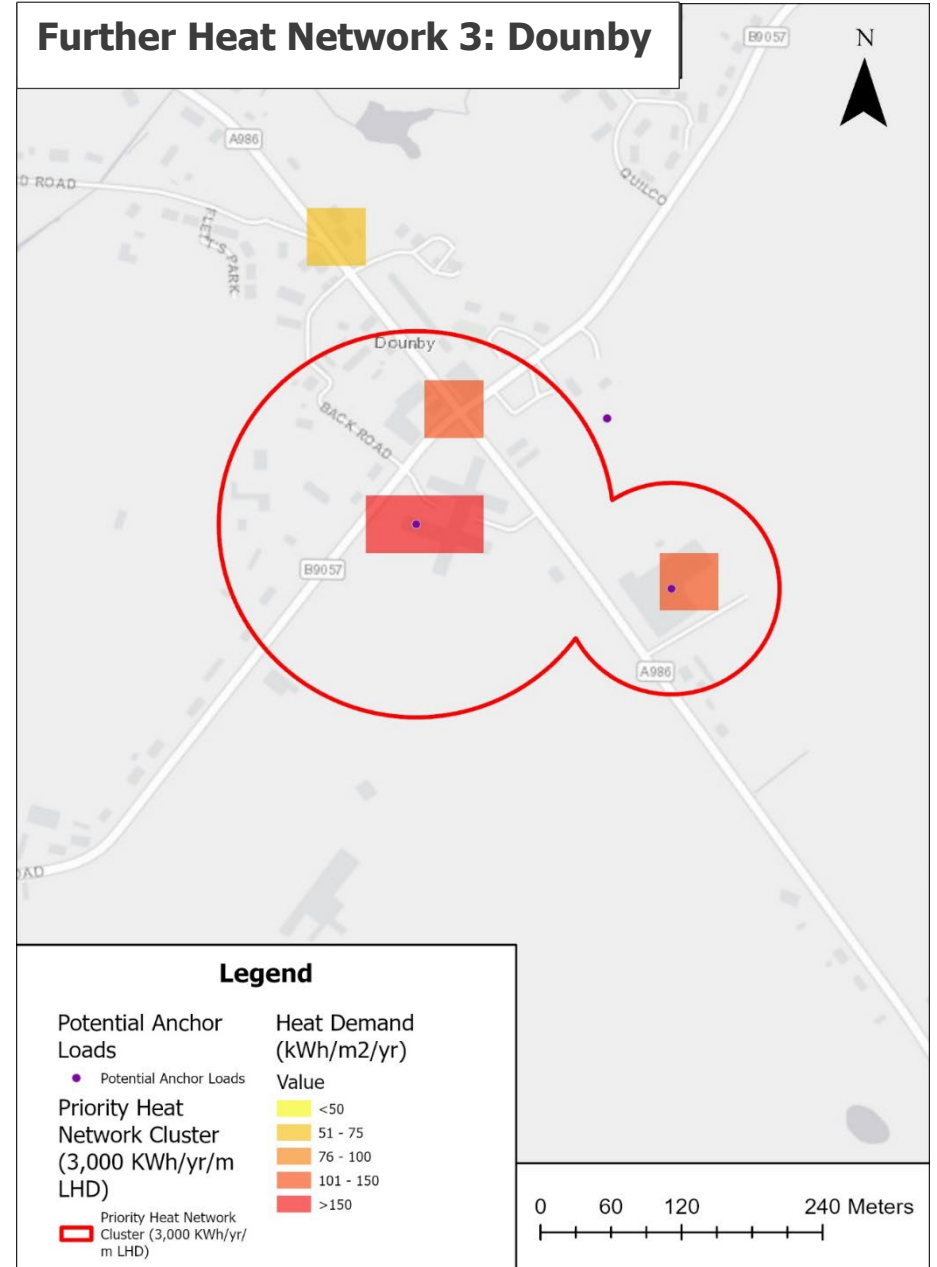 Further Heat Network 3: Dounby
B9057
N
A986
D ROAD
QUILCO
FLETT'S PARK
Dounby
BACK ROAD
B9057
A986
OAD
Legend
Potential Anchor
Loads
Potential Anchor Loads
Priority Heat
Network Cluster
(3,000 KWh/yr/m
LHD)
Priority Heat Network
Cluster (3,000 KWh/yr/
m LHD)
Heat Demand
(kWh/m2/yr)
Value
<50
51 - 75
76 - 100
101 - 150
>150
0 60 120 240 Meters